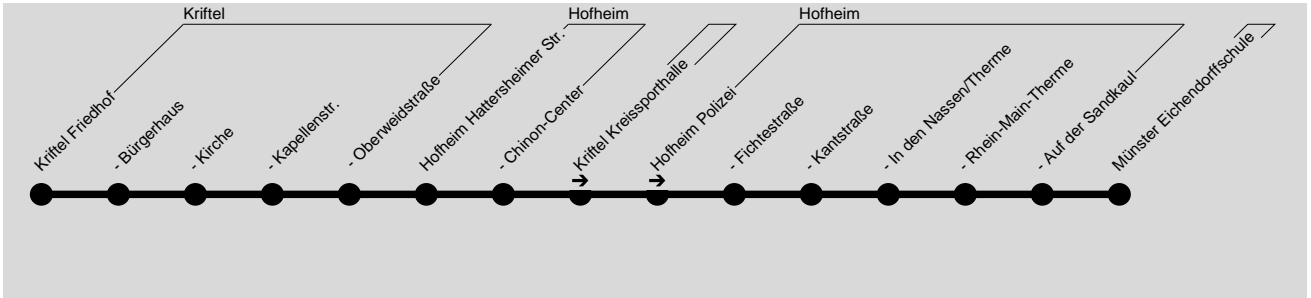 Kriftel
Hofheim
Hofheim
Kriftel Friedhof
- Bürgerhaus
- Kirche
- Kapellenstr.
- Oberweidstraße
Hofheim Hattersheimer Str.
- Chinon-Center
Kriftel Kreissporthalle
Hofheim Polizei
- Fichtestraße
- Kantstraße
- In den Nassen/Therme
- Rhein-Main-Therme
- Auf der Sandkaul
Münster Eichendorffschule